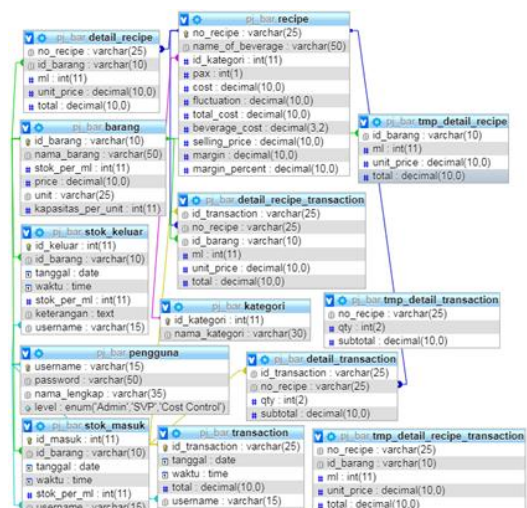 pj_bar detail_recipe
no_recipe : varchar(25)
id_barang : varchar(10)
ml : int(11)
unit_price : decimal(10,0)
total : decimal(10,0)
pj_bar recipe
no_recipe : varchar(25)
name_of_beverage : varchar(50)
id_kategori : int(11)
pax : int(1)
cost : decimal(10,0)
fluctuation : decimal(10,0)
total_cost : decimal(10,0)
beverage_cost : decimal(3,2)
selling_price : decimal(10,0)
margin : decimal(10,0)
margin_percent : decimal(10,0)
pj_bar tmp_detail_recipe
id_barang : varchar(10)
ml : int(11)
unit_price : decimal(10,0)
total : decimal(10,0)
pj_bar barang
id_barang : varchar(10)
nama_barang : varchar(50)
stok_per_ml : int(11)
price : decimal(10,0)
unit : varchar(25)
kapasitas_per_unit : int(11)
pj_bar detail_recipe_transaction
id_transaction : varchar(25)
no_recipe : varchar(25)
id_barang : varchar(10)
ml : int(11)
unit_price : decimal(10,0)
total : decimal(10,0)
pj_bar stok_keluar
id_keluar : int(11)
id_barang : varchar(10)
tanggal : date
waktu : time
stok_per_ml : int(11)
keterangan : text
username : varchar(15)
pj_bar kategori
id_kategori : int(11)
nama_kategori : varchar(30)
pj_bar tmp_detail_transaction
no_recipe : varchar(25)
qty : int(2)
subtotal : decimal(10,0)
pj_bar pengguna
username : varchar(15)
password : varchar(50)
nama_lengkap : varchar(35)
level : enum('Admin','SVP','Cost Control')
pj_bar detail_transaction
id_transaction : varchar(25)
no_recipe : varchar(25)
qty : int(2)
subtotal : decimal(10,0)
pj_bar stok_masuk
id_masuk : int(11)
id_barang : varchar(10)
tanggal : date
waktu : time
stok_per_ml : int(11)
username : varchar(15)
pj_bar transaction
id_transaction : varchar(25)
tanggal : date
waktu : time
total : decimal(10,0)
username : varchar(15)
pj_bar tmp_detail_recipe_transaction
no_recipe : varchar(25)
id_barang : varchar(10)
ml : int(11)
unit_price : decimal(10,0)
total : decimal(10,0)